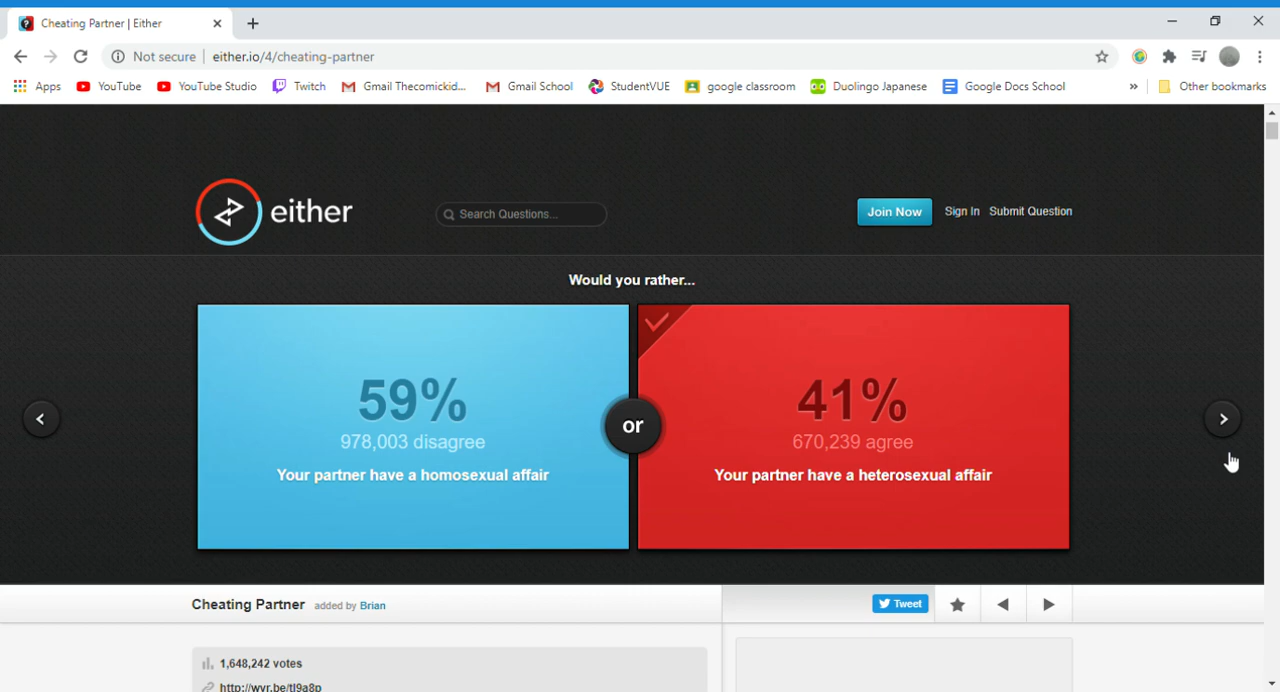 Cheating Partner | Either
Not secure | either.io/4/cheating-partner
Apps YouTube YouTube Studio Twitch Gmail Thecomickid... Gmail School StudentVUE google classroom Duolingo Japanese Google Docs School » Other bookmarks
either
Search Questions...
Join Now Sign In Submit Question
Would you rather...
59%
978,003 disagree
Your partner have a homosexual affair
or
41%
670,239 agree
Your partner have a heterosexual affair
Cheating Partner added by Brian
Tweet
1,648,242 votes
http://wyr.be/tI9a8p